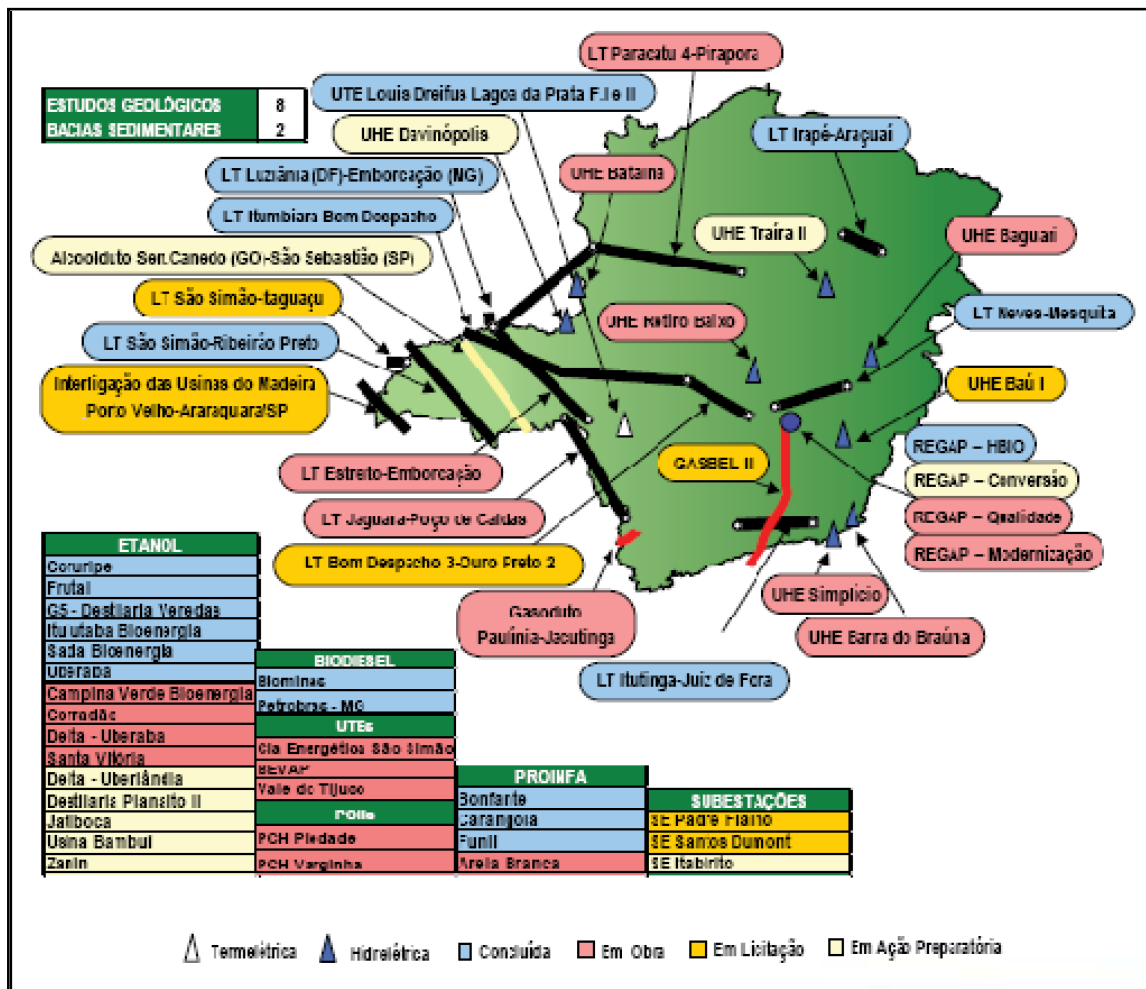 LT Paracatu 4-Pirapora
ESTUDOS GEOLÓGICOS 8
BACIAS SEDIMENTARES 2
UTE Louis Dreifus Lagoa da Prata F.I e II
UHE Davinópolis
LT Irapé-Araçuaí
LT Luziânia (DF)-Emborcação (MG)
UHE Batalha
LT Itumbiara Bom Despacho
UHE Traíra II
UHE Baguari
Alcoolduto Sen.Canedo (GO)-São Sebastião (SP)
LT São Simão-Itaguaçu
UHE Retiro Baixo
LT Neves-Mesquita
LT São Simão-Ribeirão Preto
Interligação das Usinas do Madeira
Porto Velho-Araraquara/SP
UHE Baú I
REGAP – HBIO
GASBEL II
LT Estreito-Emborcação
REGAP – Conversão
REGAP – Qualidade
LT Jaguara-Poço de Caldas
REGAP – Modernização
LT Bom Despacho 3-Ouro Preto 2
UHE Simplício
Gasoduto
Paulínia-Jacutinga
UHE Barra do Braúna
LT Itutinga-Juiz de Fora
ETANOL
Coruripe
Frutal
G5 - Destilaria Veredas
Ituiutaba Bioenergia
Sada Bioenergia
Uberaba
Campina Verde Bioenergia
Cerradão
Delta - Uberaba
Santa Vitória
Delta - Uberlândia
Destilaria Planalto II
Jatiboca
Usina Bambuí
Zanin
BIODIESEL
Biominas
Petrobras - MG
UTEs
Cia Energética São Simão
BEVAP
Vale do Tijuco
PCHs
PCH Piedade
PCH Varginha
PROINFA
Bonfante
Carangola
Funil
Areia Branca
SUBESTAÇÕES
SE Padre Fialho
SE Santos Dumont
SE Itabirito
Termelétrica
Hidrelétrica
Concluída
Em Obra
Em Licitação
Em Ação Preparatória